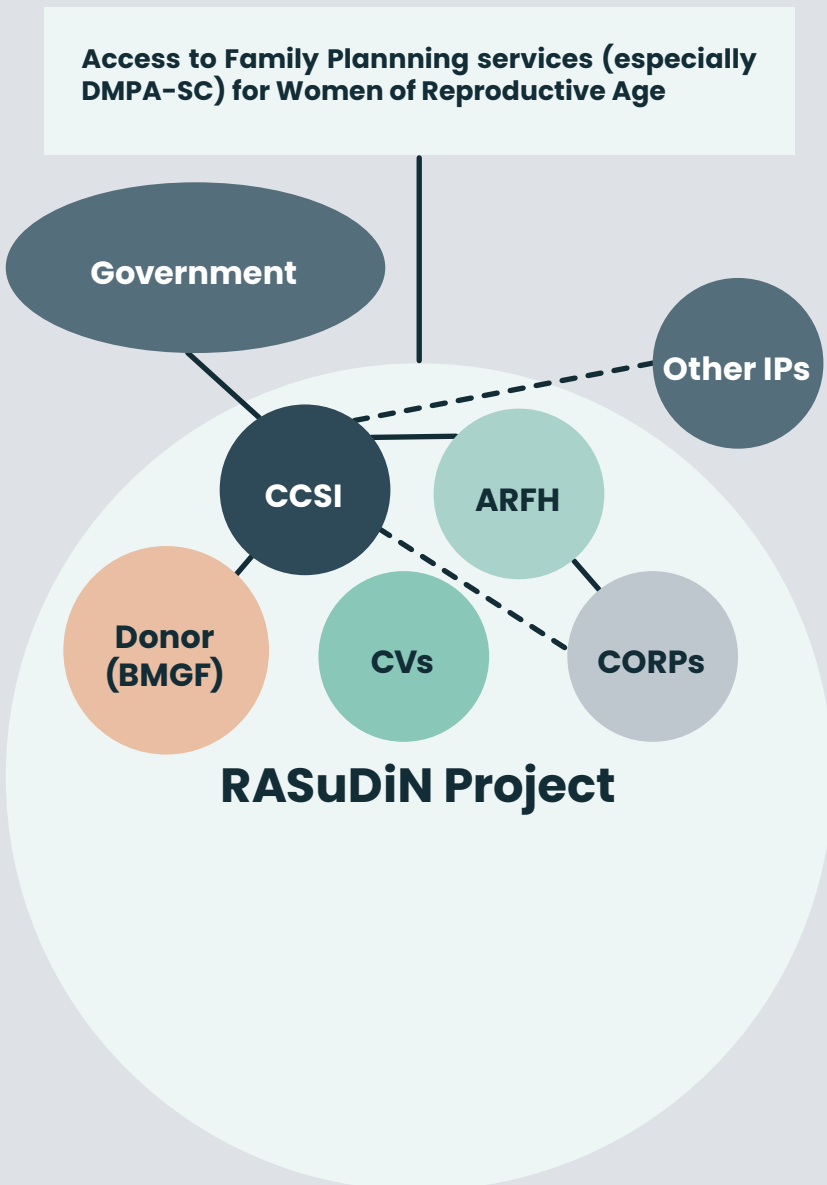 Access to Family Plannning services (especially
DMPA-SC) for Women of Reproductive Age
Government
Other IPs
CCSI
ARFH
Donor
(BMGF)
CVs
CORPs
RASuDiN Project